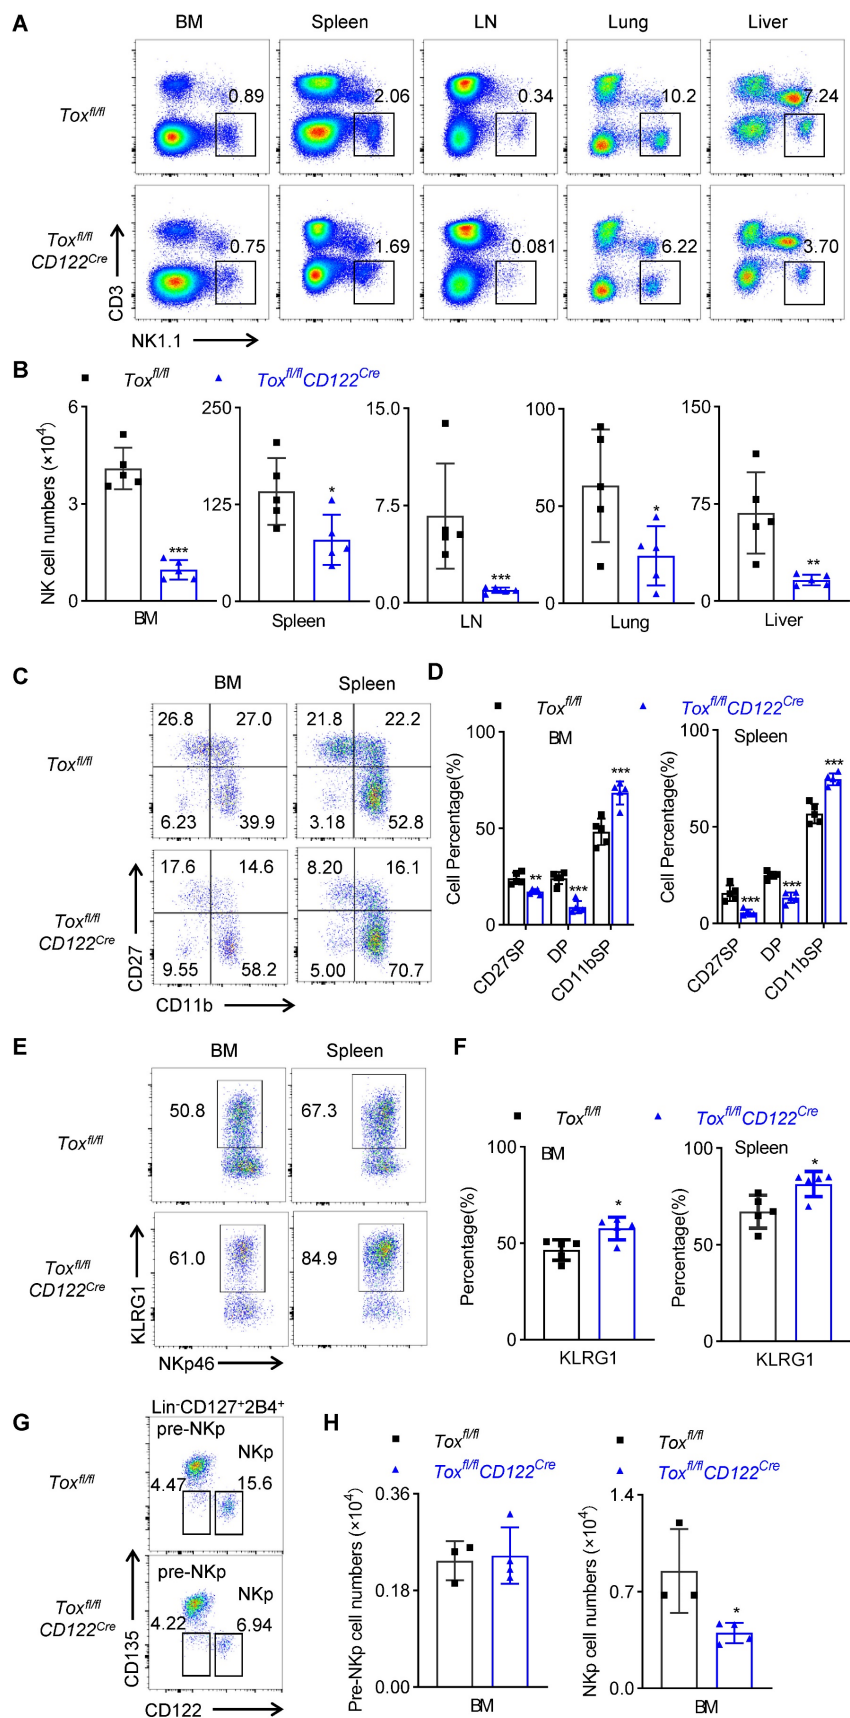 A
BM Spleen LN Lung Liver
Tox^fl/fl
0.89 2.06 0.34 10.2 7.24
Tox^fl/fl
CD122^Cre
0.75 1.69 0.081 6.22 3.70
CD3
NK1.1
B
Tox^fl/fl Tox^fl/flCD122^Cre
NK cell numbers (×10^4)
6 250 15.0 100 150
3 125 7.5 50 75
0 0 0.0 0 0
*** * *** * **
BM Spleen LN Lung Liver
C
BM Spleen
Tox^fl/fl
26.8 27.0 21.8 22.2
6.23 39.9 3.18 52.8
Tox^fl/fl
CD122^Cre
17.6 14.6 8.20 16.1
9.55 58.2 5.00 70.7
CD27
CD11b
D
Tox^fl/fl Tox^fl/flCD122^Cre
Cell Percentage(%)
BM
100
50
0
** *** ***
CD27SP DP CD11bSP
Cell Percentage(%)
Spleen
100
50
0
*** *** ***
CD27SP DP CD11bSP
E
BM Spleen
Tox^fl/fl
50.8 67.3
Tox^fl/fl
CD122^Cre
61.0 84.9
KLRG1
NKp46
F
Tox^fl/fl Tox^fl/flCD122^Cre
Percentage(%)
BM
100
50
0
*
KLRG1
Percentage(%)
Spleen
100
50
0
*
KLRG1
G
Lin-CD127+2B4+
pre-NKp
NKp
Tox^fl/fl
4.47 15.6
pre-NKp
NKp
Tox^fl/fl
CD122^Cre
4.22 6.94
CD135
CD122
H
Tox^fl/fl
Tox^fl/flCD122^Cre
Pre-NKp cell numbers (×10^4)
0.36
0.18
0.00
BM
Tox^fl/fl
Tox^fl/flCD122^Cre
NKp cell numbers (×10^4)
1.4
0.7
0.0
*
BM